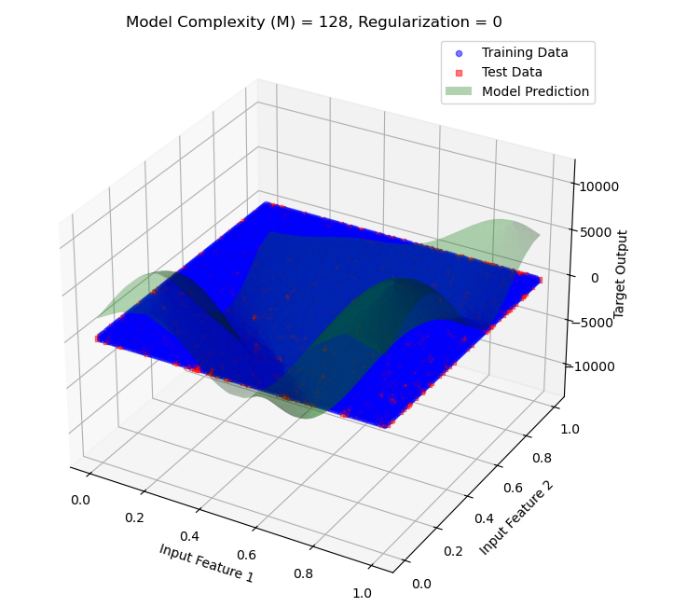 Model Complexity (M) = 128, Regularization = 0
Training Data
Test Data
Model Prediction
10000
5000
0
−5000
−10000
Target Output
0.0
0.2
0.4
0.6
0.8
1.0
Input Feature 1
0.0
0.2
0.4
0.6
0.8
1.0
Input Feature 2